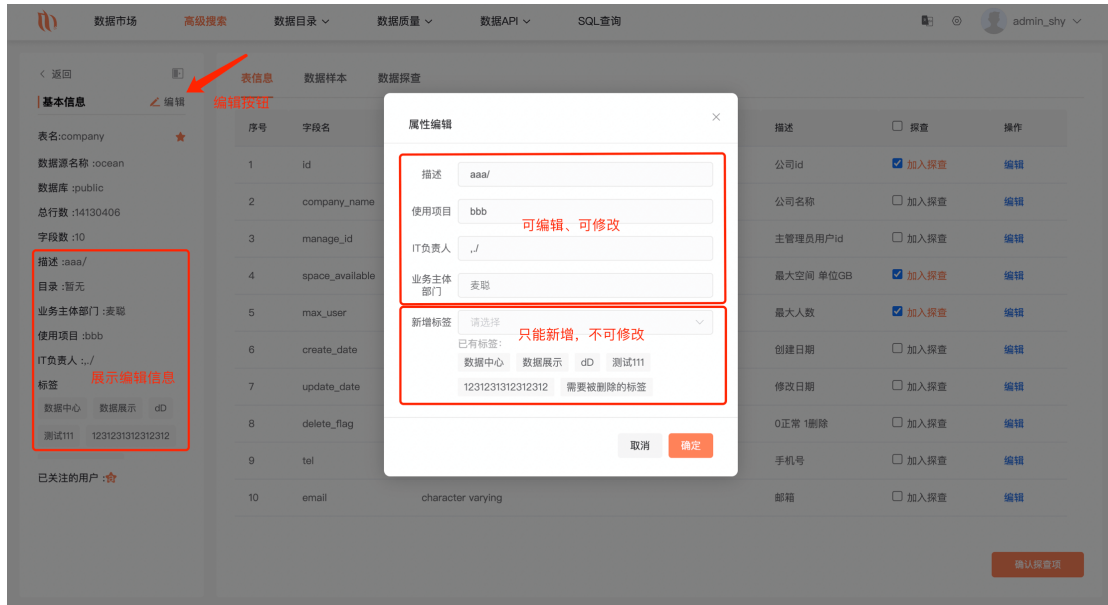 数据市场 高级搜索 数据目录 数据质量 数据API SQL查询 admin_shy
返回
基本信息 编辑
编辑按钮
表名:company
数据源名称 :ocean
数据库 :public
总行数 :14130406
字段数 :10
描述 :aaa/
目录 :暂无
业务主体部门 :麦聪
使用项目 :bbb
IT负责人 :,./
展示编辑信息
标签
数据中心 数据展示 dD
测试111 1231231312312312
已关注的用户 :
表信息 数据样本 数据探查
序号 字段名 描述 探查 操作
1 id 公司id 加入探查 编辑
2 company_name 公司名称 加入探查 编辑
3 manage_id 主管理员用户id 加入探查 编辑
4 space_available 最大空间 单位GB 加入探查 编辑
5 max_user 最大人数 加入探查 编辑
6 create_date 创建日期 加入探查 编辑
7 update_date 修改日期 加入探查 编辑
8 delete_flag 0正常 1删除 加入探查 编辑
9 tel 手机号 加入探查 编辑
10 email character varying 邮箱 加入探查 编辑
确认探查项
属性编辑
描述 aaa/
使用项目 bbb
可编辑、可修改
IT负责人 ,./
业务主体
部门 麦聪
新增标签 请选择
只能新增，不可修改
已有标签：
数据中心 数据展示 dD 测试111
1231231312312312 需要被删除的标签
取消 确定